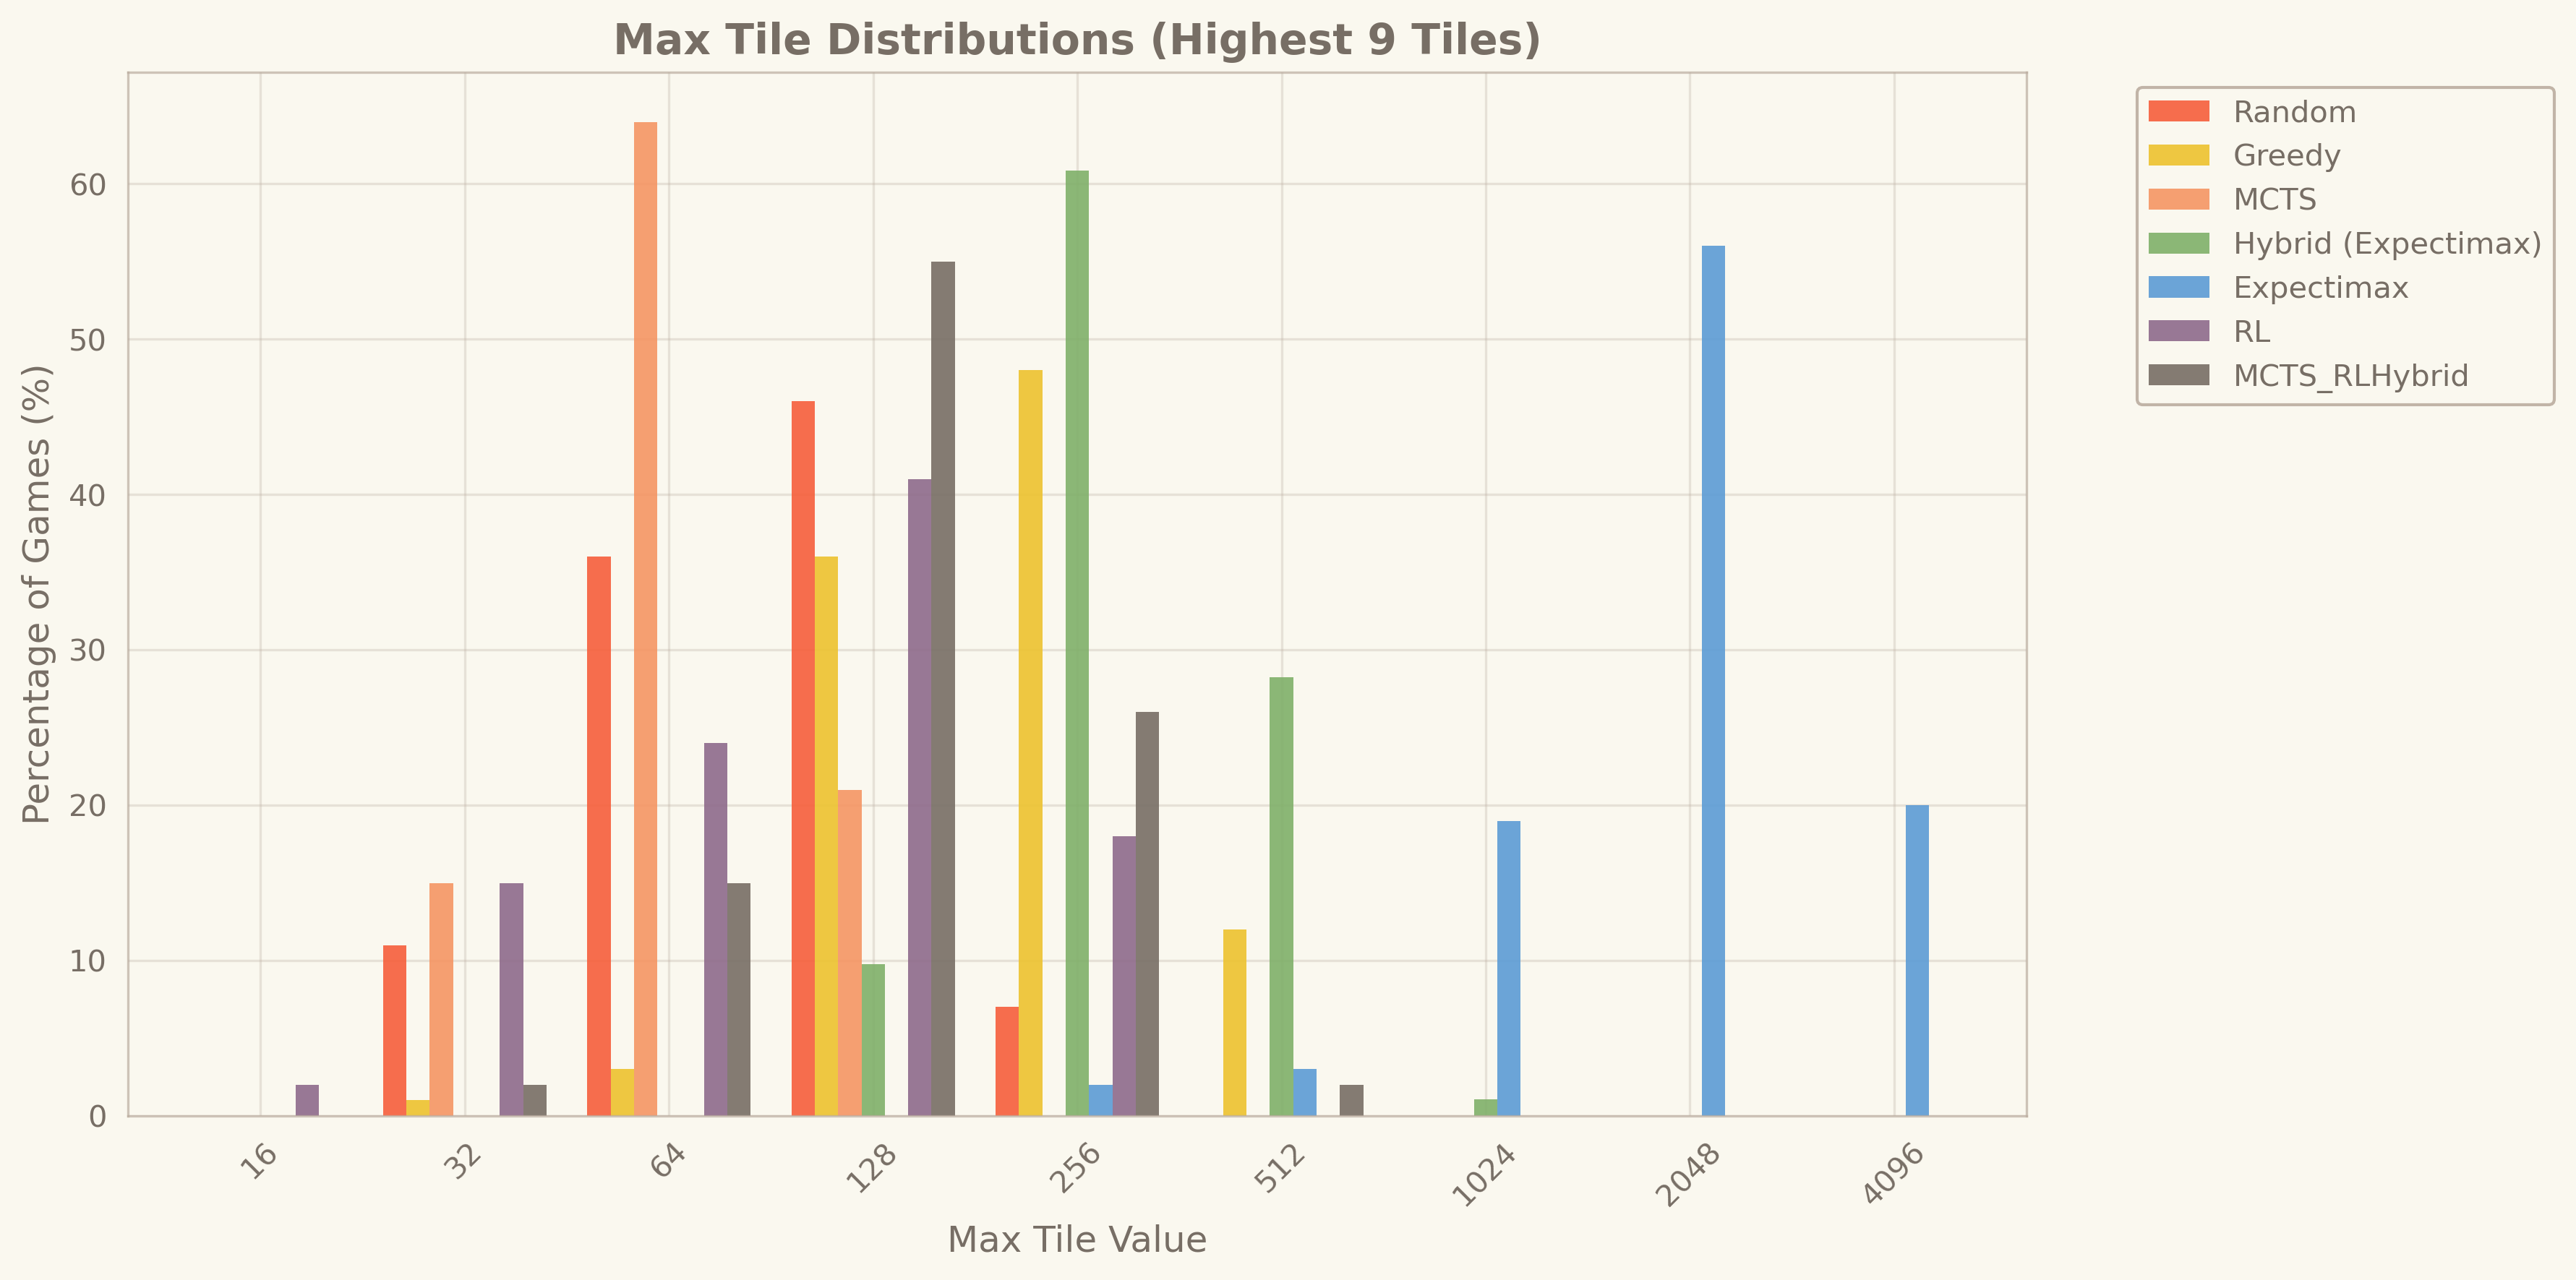 Max Tile Distributions (Highest 9 Tiles)
Percentage of Games (%)
60
50
40
30
20
10
0
16
32
64
128
256
512
1024
2048
4096
Max Tile Value
Random
Greedy
MCTS
Hybrid (Expectimax)
Expectimax
RL
MCTS_RLHybrid